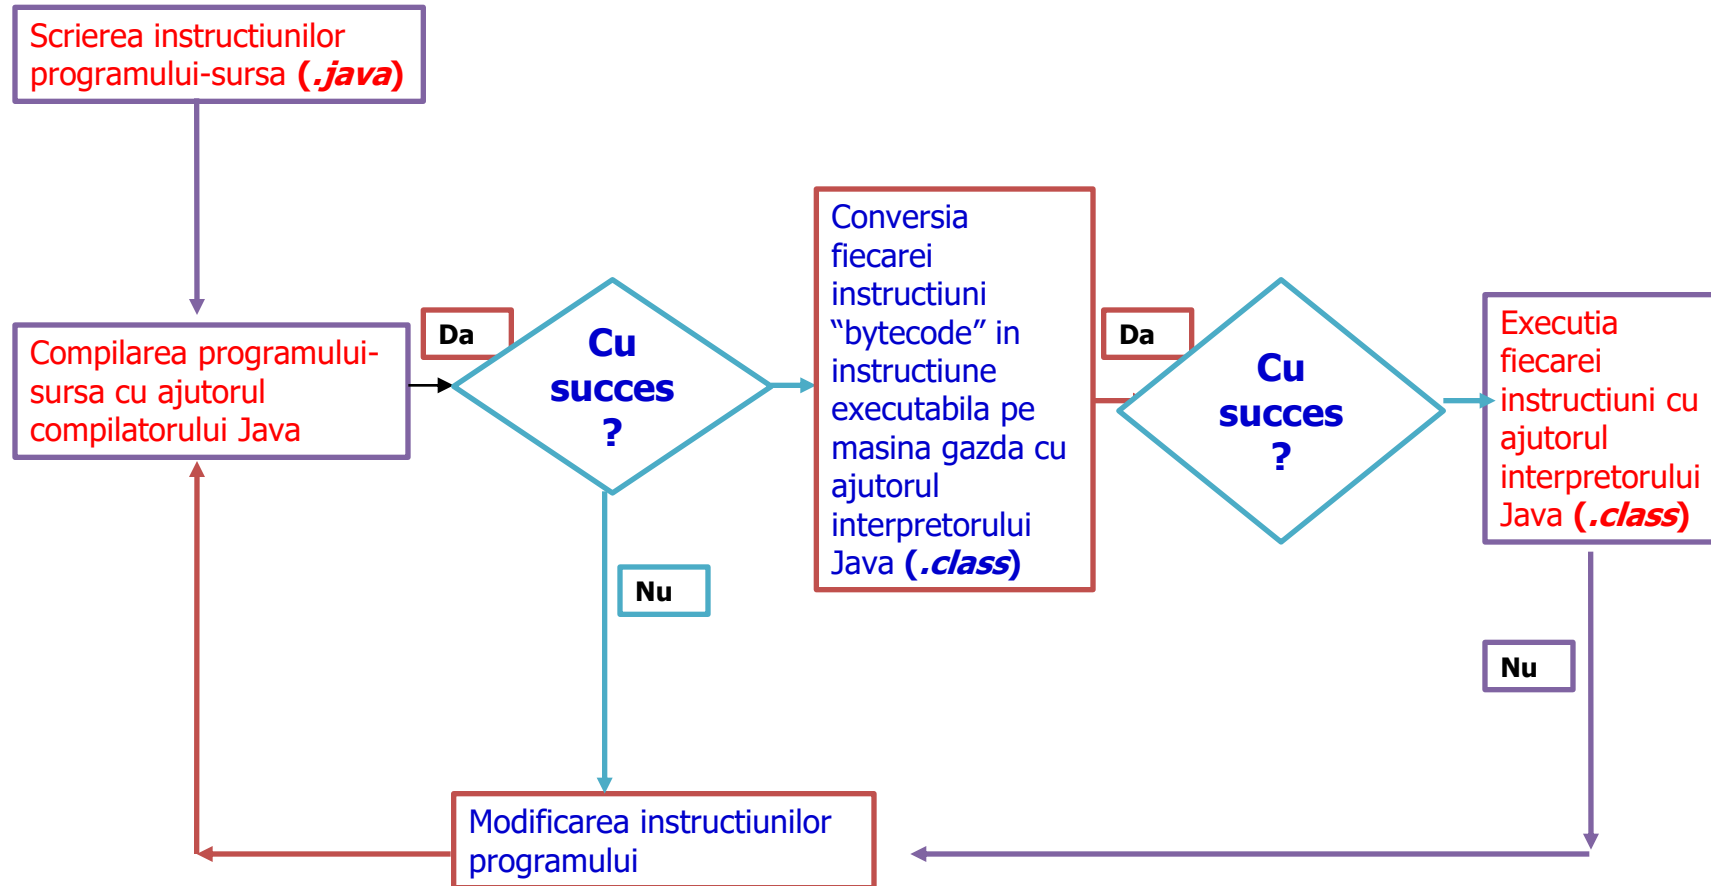 Scrierea instructiunilor
programului-sursa (.java)
Compilarea programului-
sursa cu ajutorul
compilatorului Java
Da
Cu
succes
?
Nu
Conversia
fiecarei
instructiuni
“bytecode” in
instructiune
executabila pe
masina gazda cu
ajutorul
interpretorului
Java (.class)
Da
Cu
succes
?
Executia
fiecarei
instructiuni cu
ajutorul
interpretorului
Java (.class)
Nu
Modificarea instructiunilor
programului